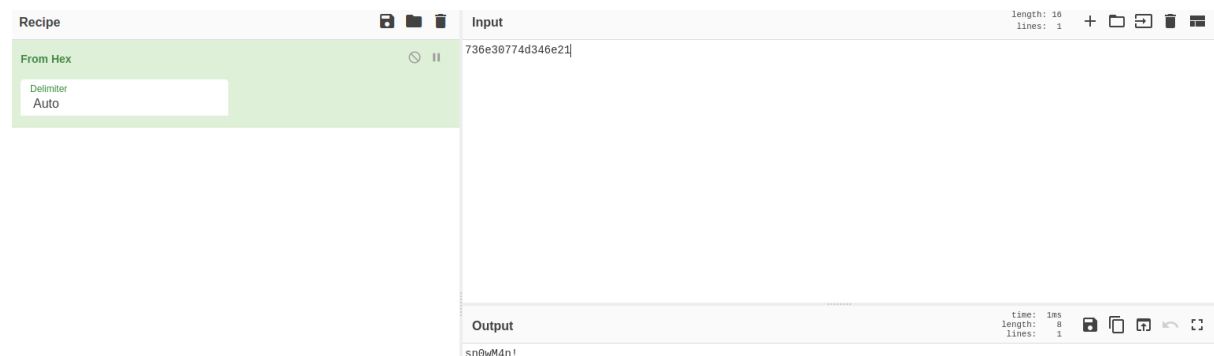 Recipe
From Hex
Delimiter
Auto
Input
length: 16
lines: 1
736e30774d346e21
Output
time: 1ms
length: 8
lines: 1
sn0wM4n!